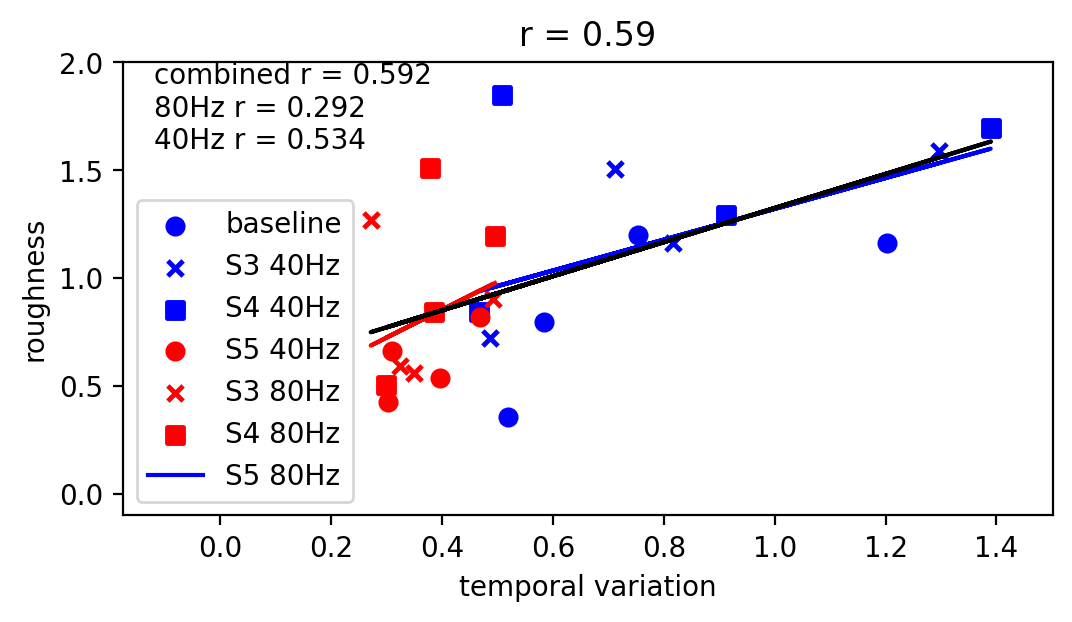 r = 0.59
combined r = 0.592
80Hz r = 0.292
40Hz r = 0.534
baseline
S3 40Hz
S4 40Hz
S5 40Hz
S3 80Hz
S4 80Hz
S5 80Hz
2.0
1.5
1.0
0.5
0.0
roughness
0.0 0.2 0.4 0.6 0.8 1.0 1.2 1.4
temporal variation